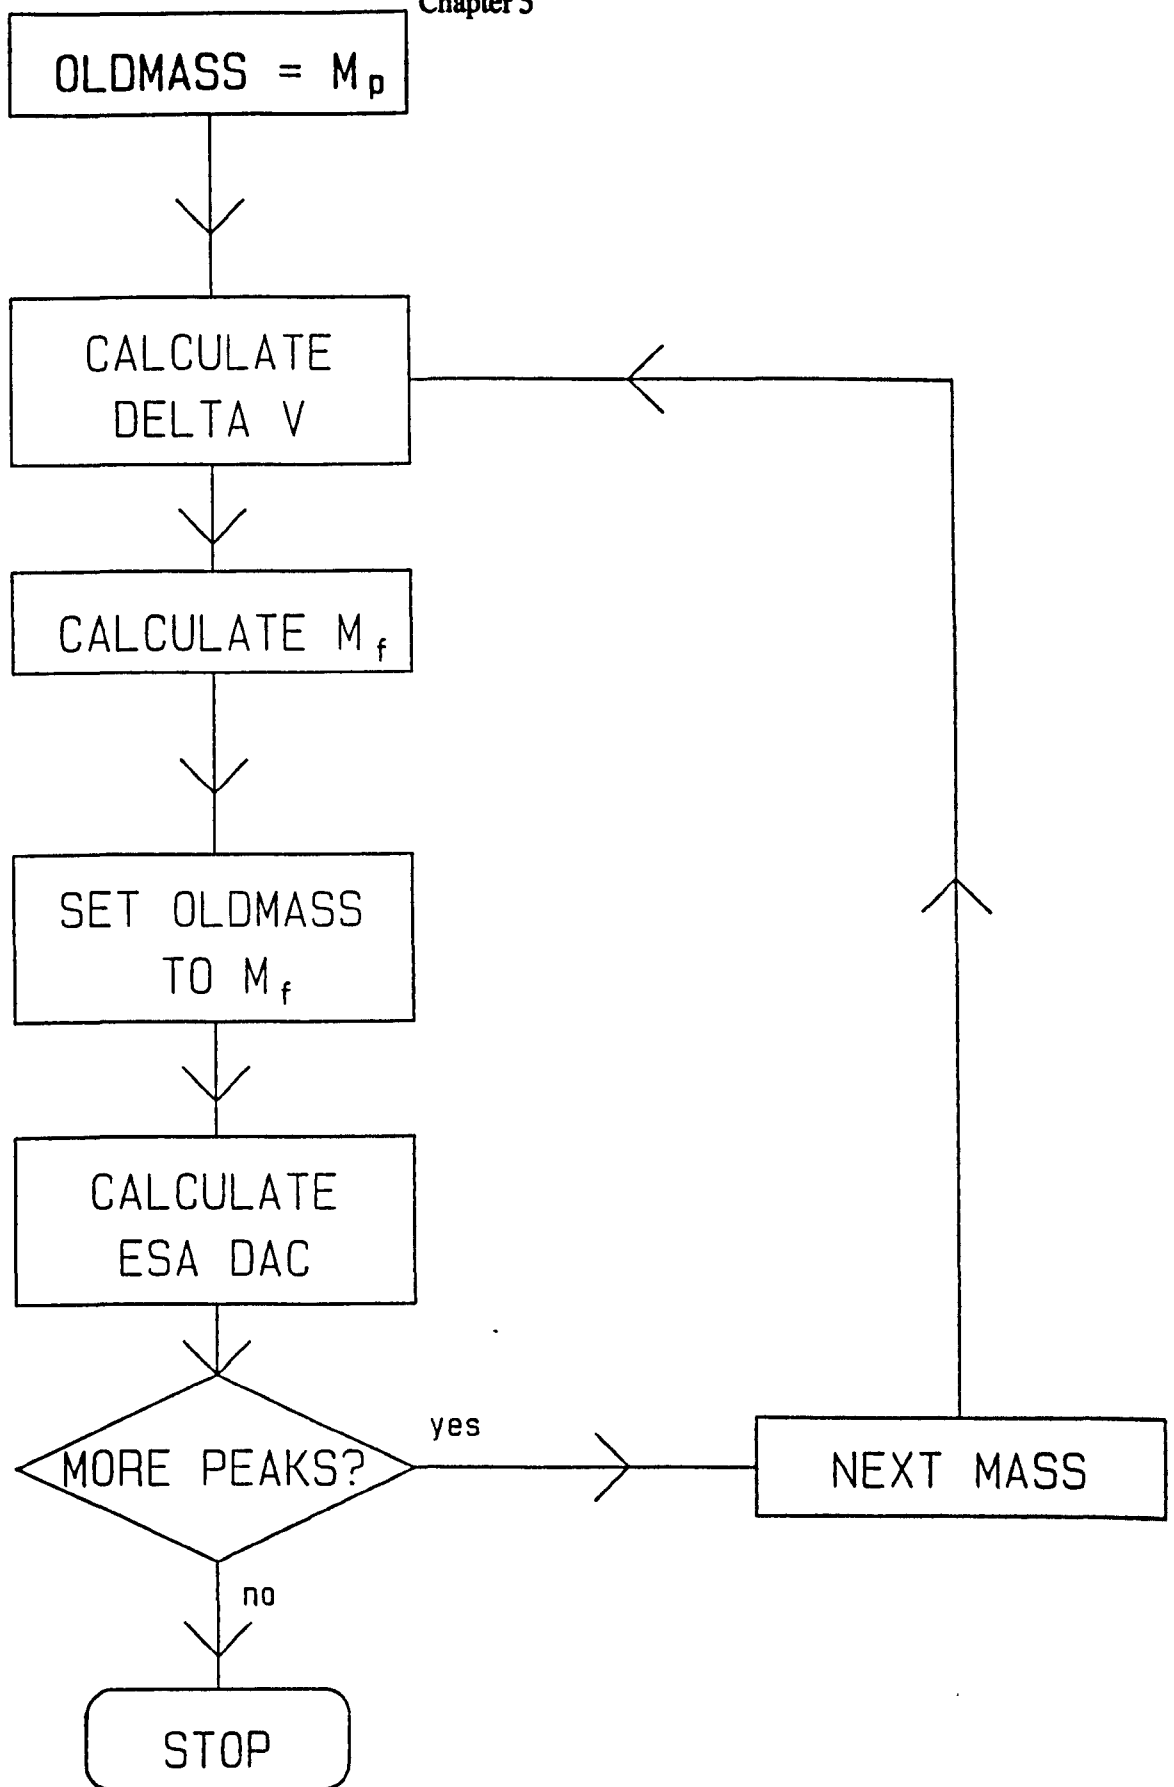 Chapter 5
OLDMASS = Mp
CALCULATE
DELTA V
CALCULATE Mf
SET OLDMASS
TO Mf
CALCULATE
ESA DAC
MORE PEAKS?
yes
NEXT MASS
no
STOP